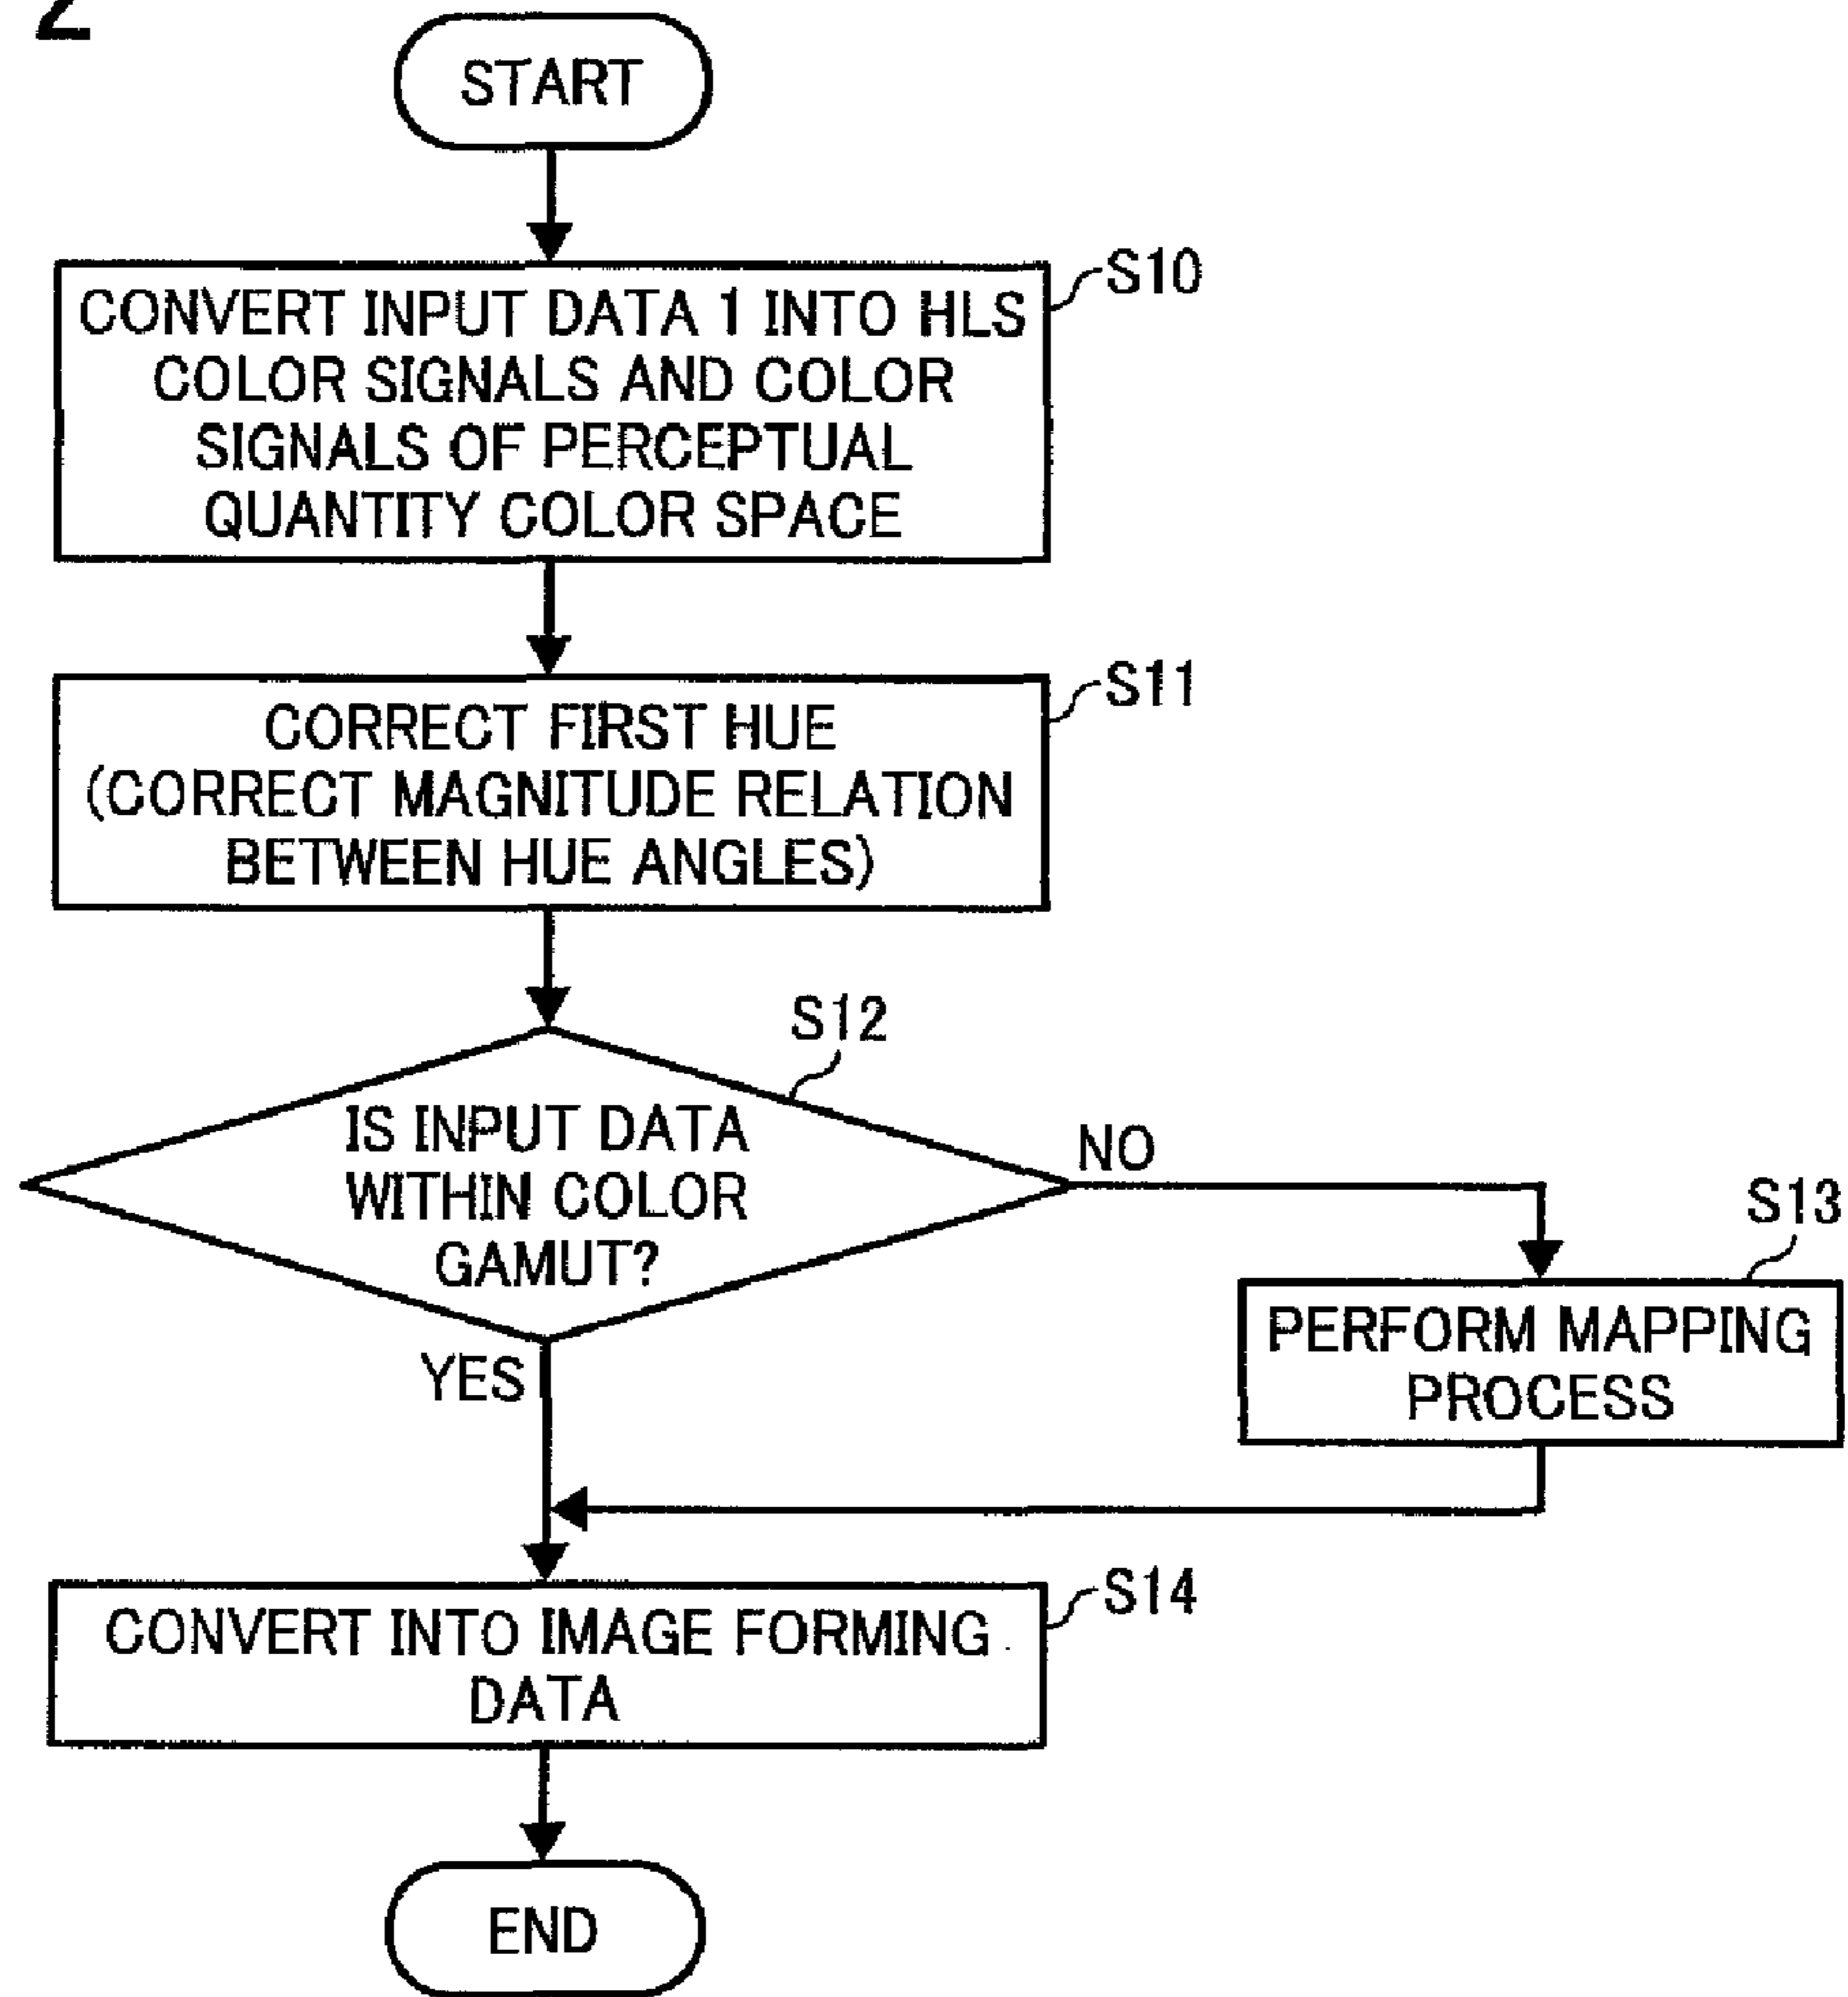 2
START
S10
CONVERT INPUT DATA 1 INTO HLS
COLOR SIGNALS AND COLOR
SIGNALS OF PERCEPTUAL
QUANTITY COLOR SPACE
S11
CORRECT FIRST HUE
(CORRECT MAGNITUDE RELATION
BETWEEN HUE ANGLES)
S12
IS INPUT DATA
WITHIN COLOR
GAMUT?
NO
S13
PERFORM MAPPING
PROCESS
YES
S14
CONVERT INTO IMAGE FORMING
DATA
END